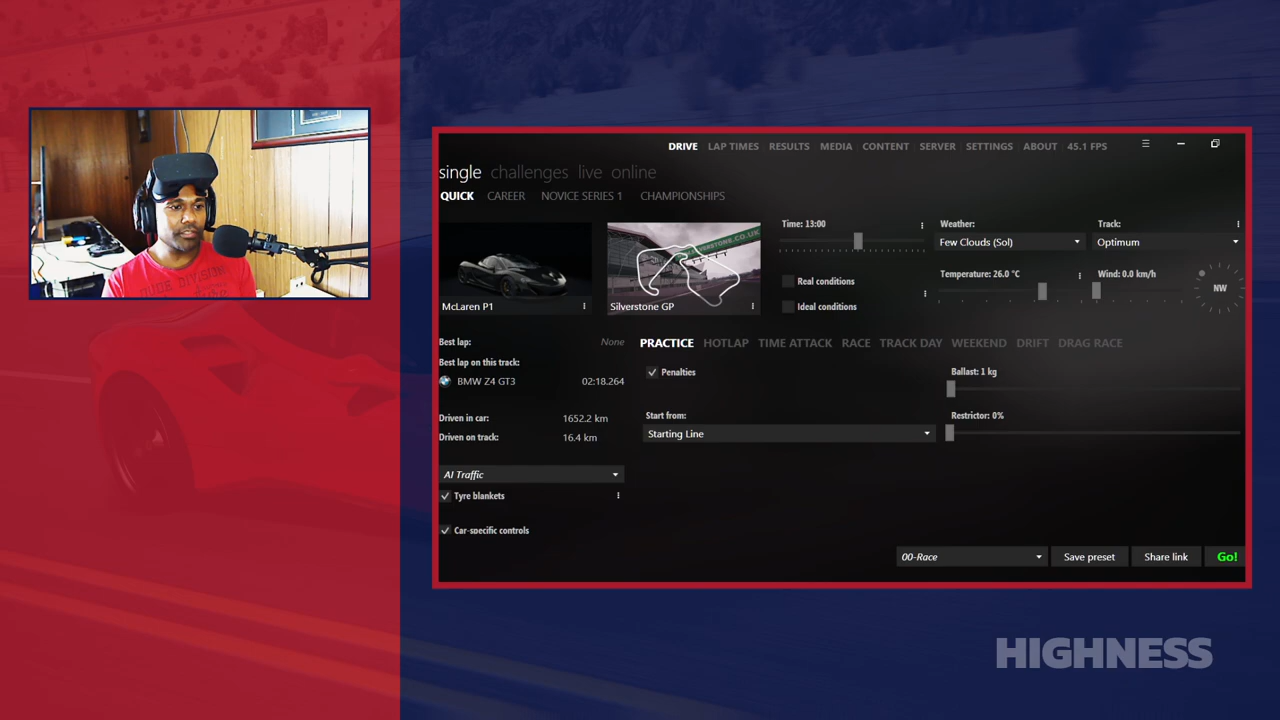 DRIVE LAP TIMES RESULTS MEDIA CONTENT SERVER SETTINGS ABOUT 45.1 FPS
single challenges live online
QUICK CAREER NOVICE SERIES 1 CHAMPIONSHIPS
McLaren P1
SILVERSTONE.CO.UK
Silverstone GP
Time: 13:00
Real conditions
Ideal conditions
Weather:
Few Clouds (Sol)
Track:
Optimum
Temperature: 26.0 °C
Wind: 0.0 km/h
NW
Best lap: None
Best lap on this track:
BMW Z4 GT3 02:18.264
Driven in car: 1652.2 km
Driven on track: 16.4 km
AI Traffic
Tyre blankets
Car-specific controls
PRACTICE HOTLAP TIME ATTACK RACE TRACK DAY WEEKEND DRIFT DRAG RACE
Penalties
Start from:
Starting Line
Ballast: 1 kg
Restrictor: 0%
00-Race Save preset Share link Go!
HIGHNESS